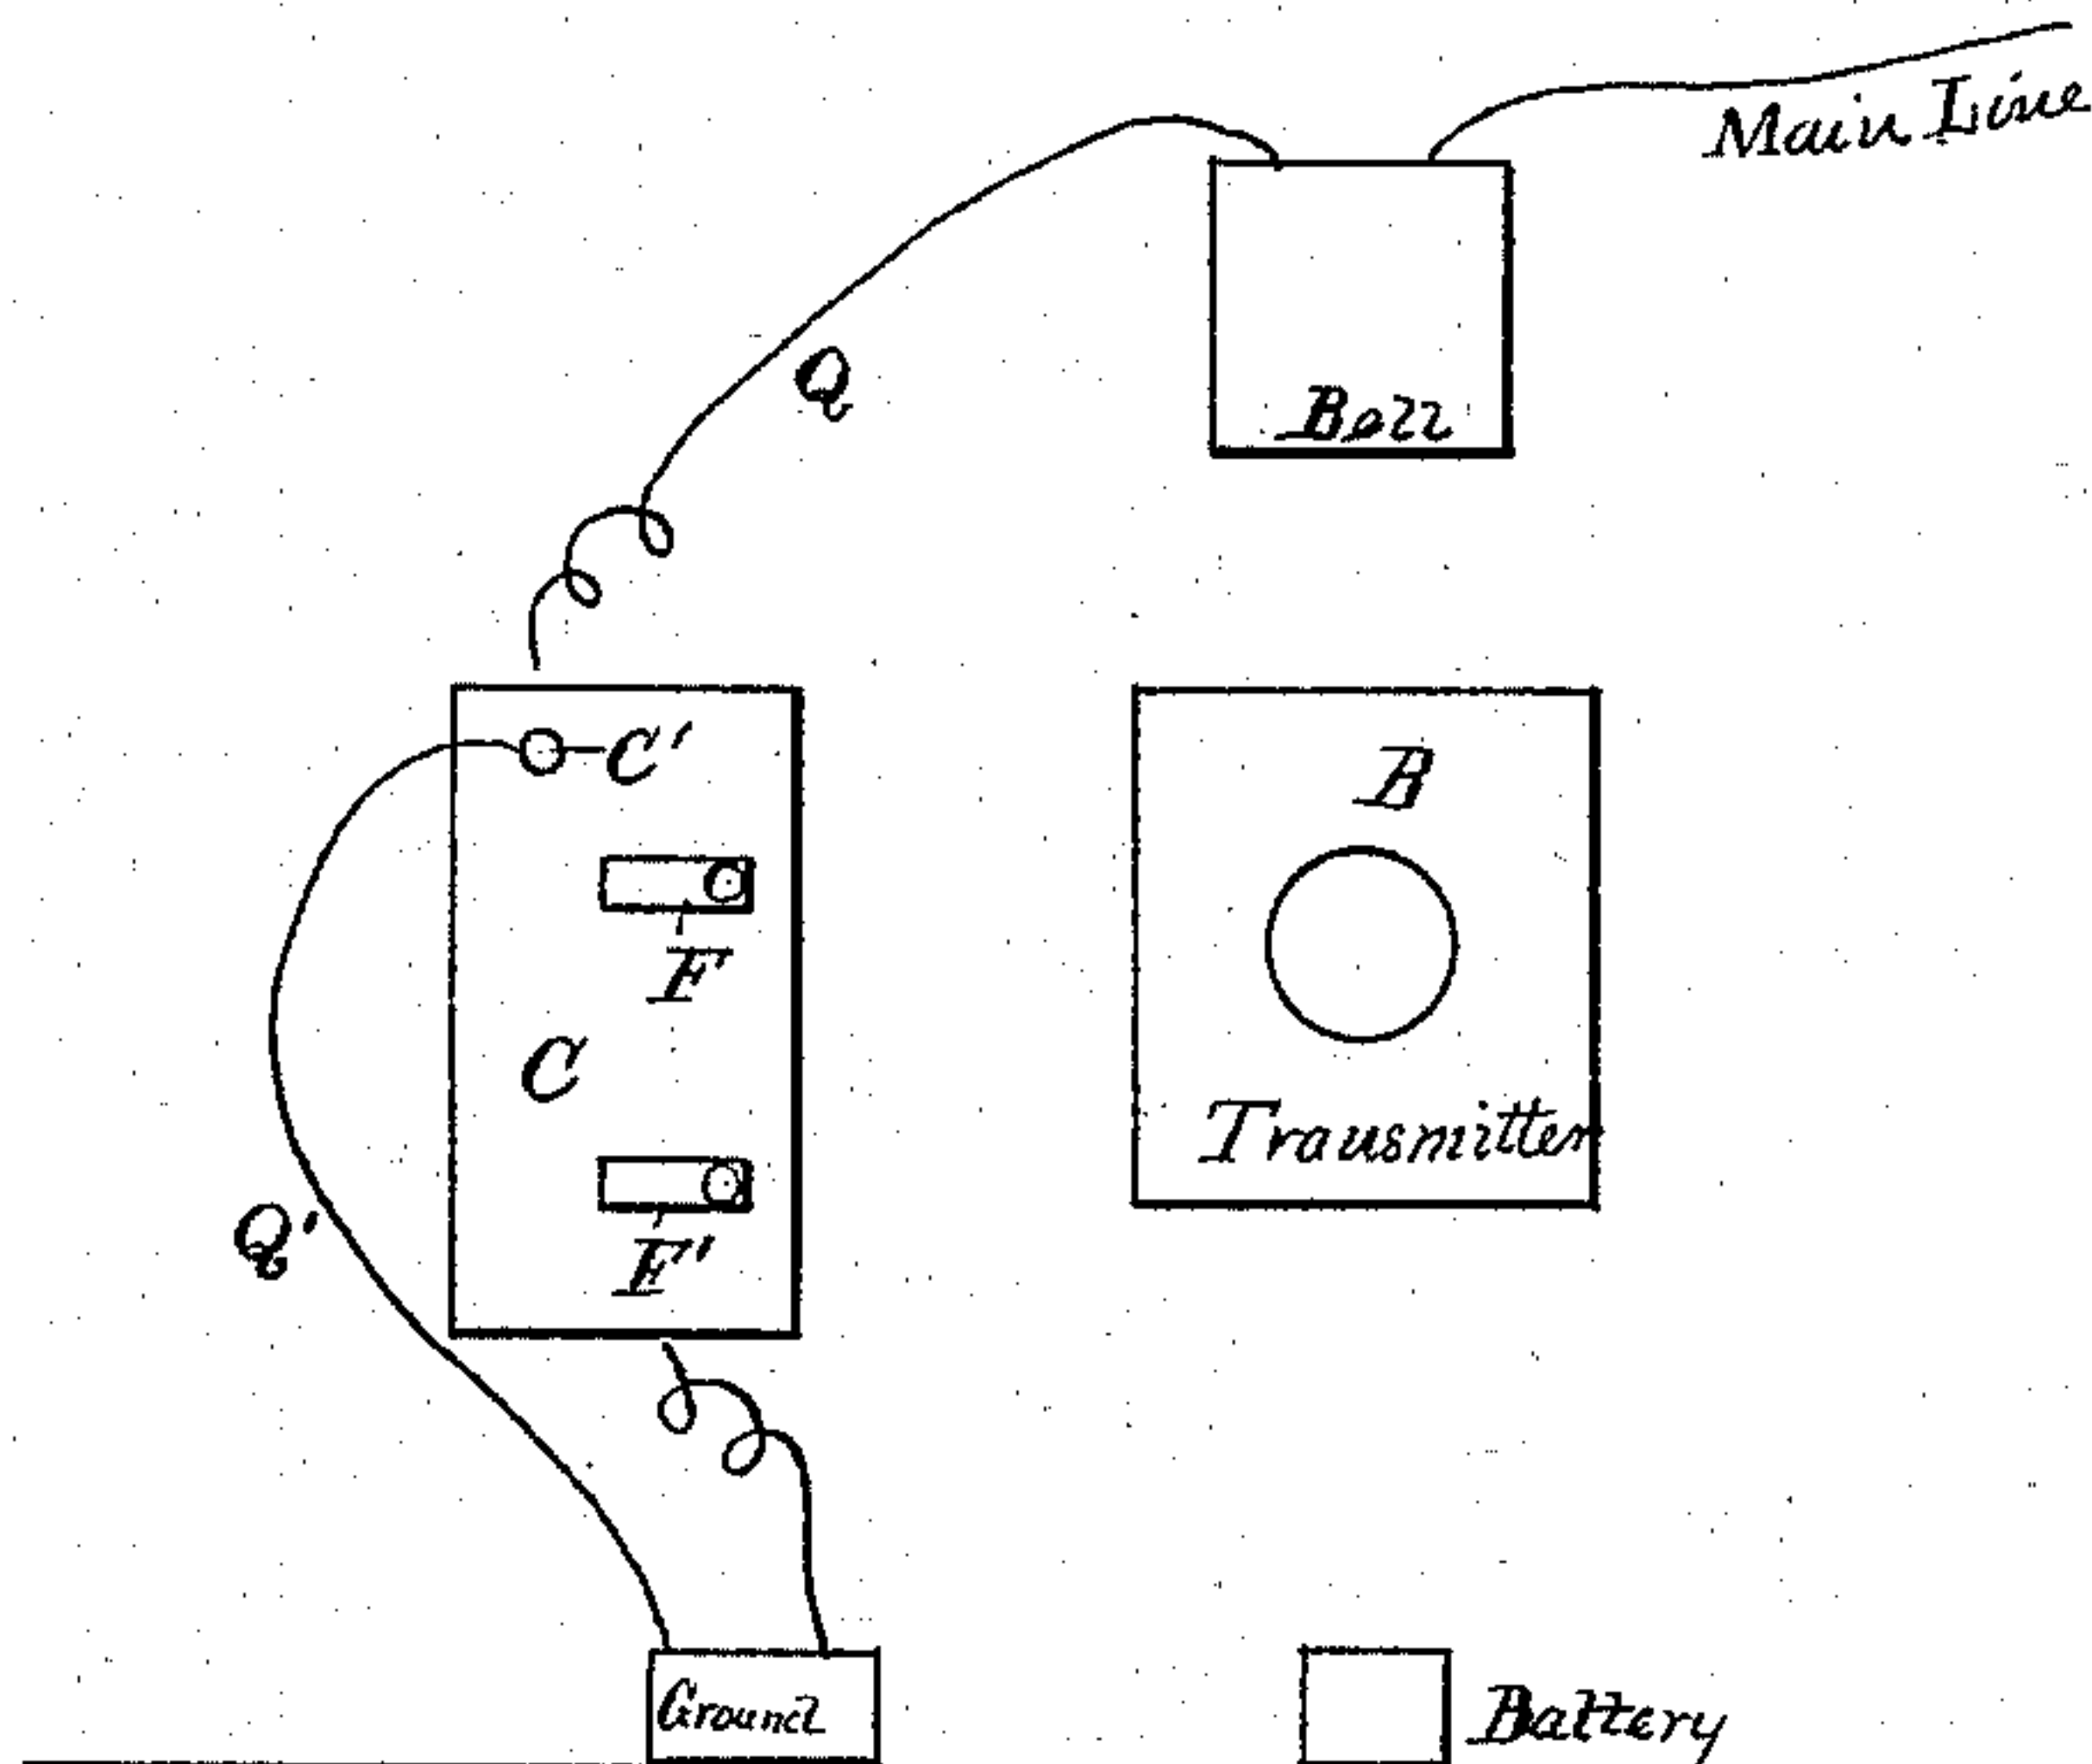 Main Line
Q
Bell
C'
B
F
C
Transmitter
Q'
F'
Ground
Battery